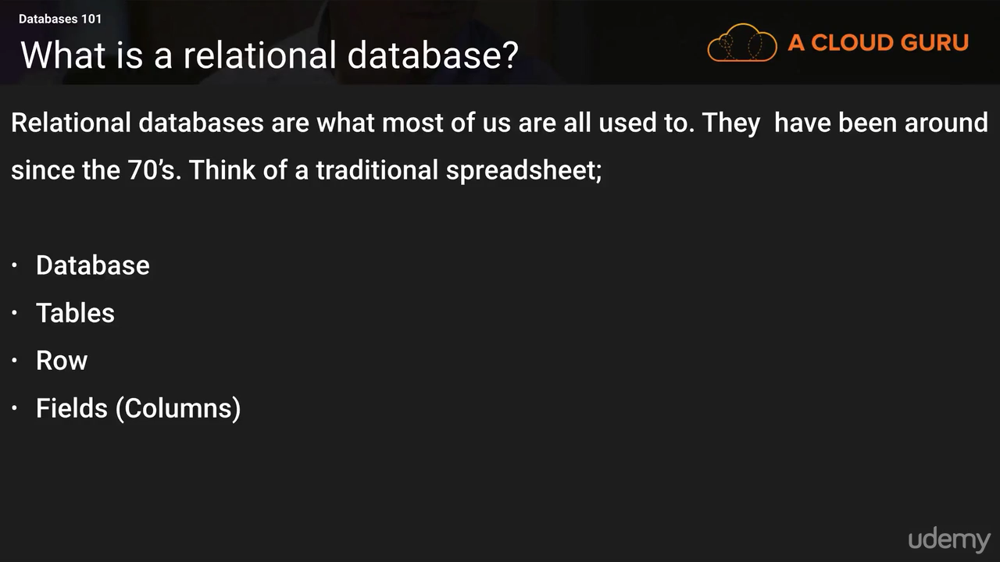 Databases 101
What is a relational database?
A CLOUD GURU
Relational databases are what most of us are all used to. They  have been around
since the 70’s. Think of a traditional spreadsheet;
• Database
• Tables
• Row
• Fields (Columns)
udemy